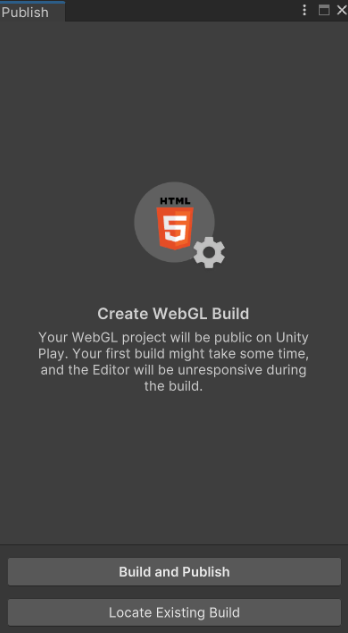 Publish
HTML
5
Create WebGL Build
Your WebGL project will be public on Unity
Play. Your first build might take some time,
and the Editor will be unresponsive during
the build.
Build and Publish
Locate Existing Build